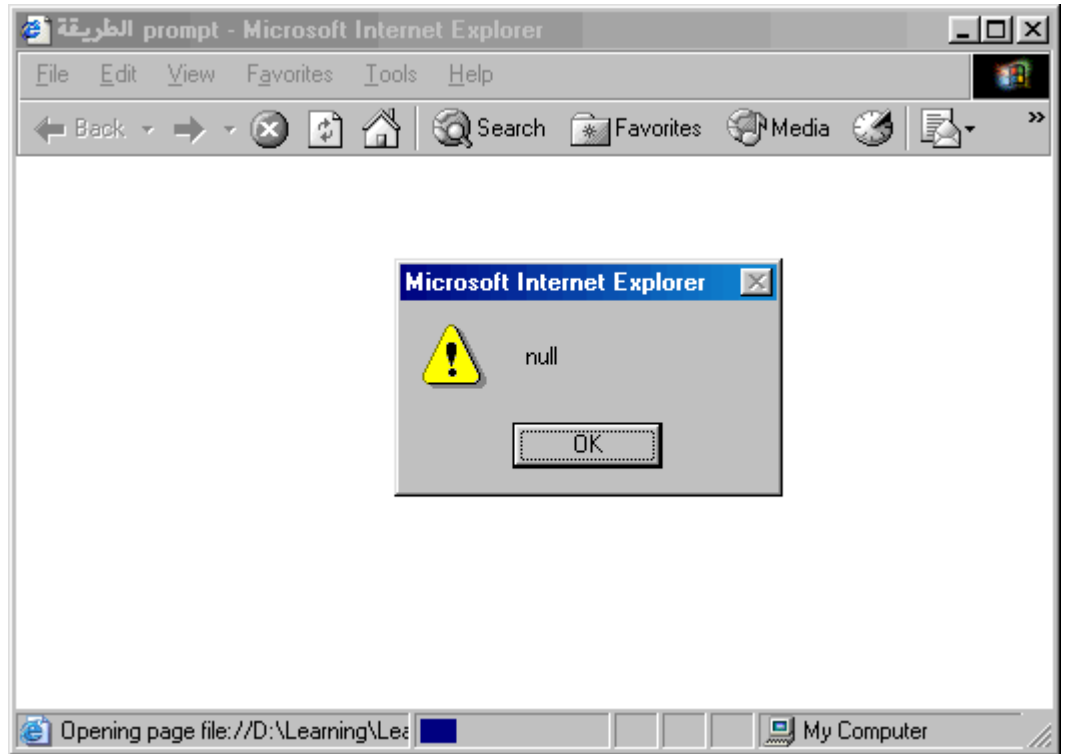 الطريقة prompt - Microsoft Internet Explorer
File Edit View Favorites Tools Help
Back Search Favorites Media »
Microsoft Internet Explorer
null
OK
Opening page file://D:\Learning\Lea My Computer